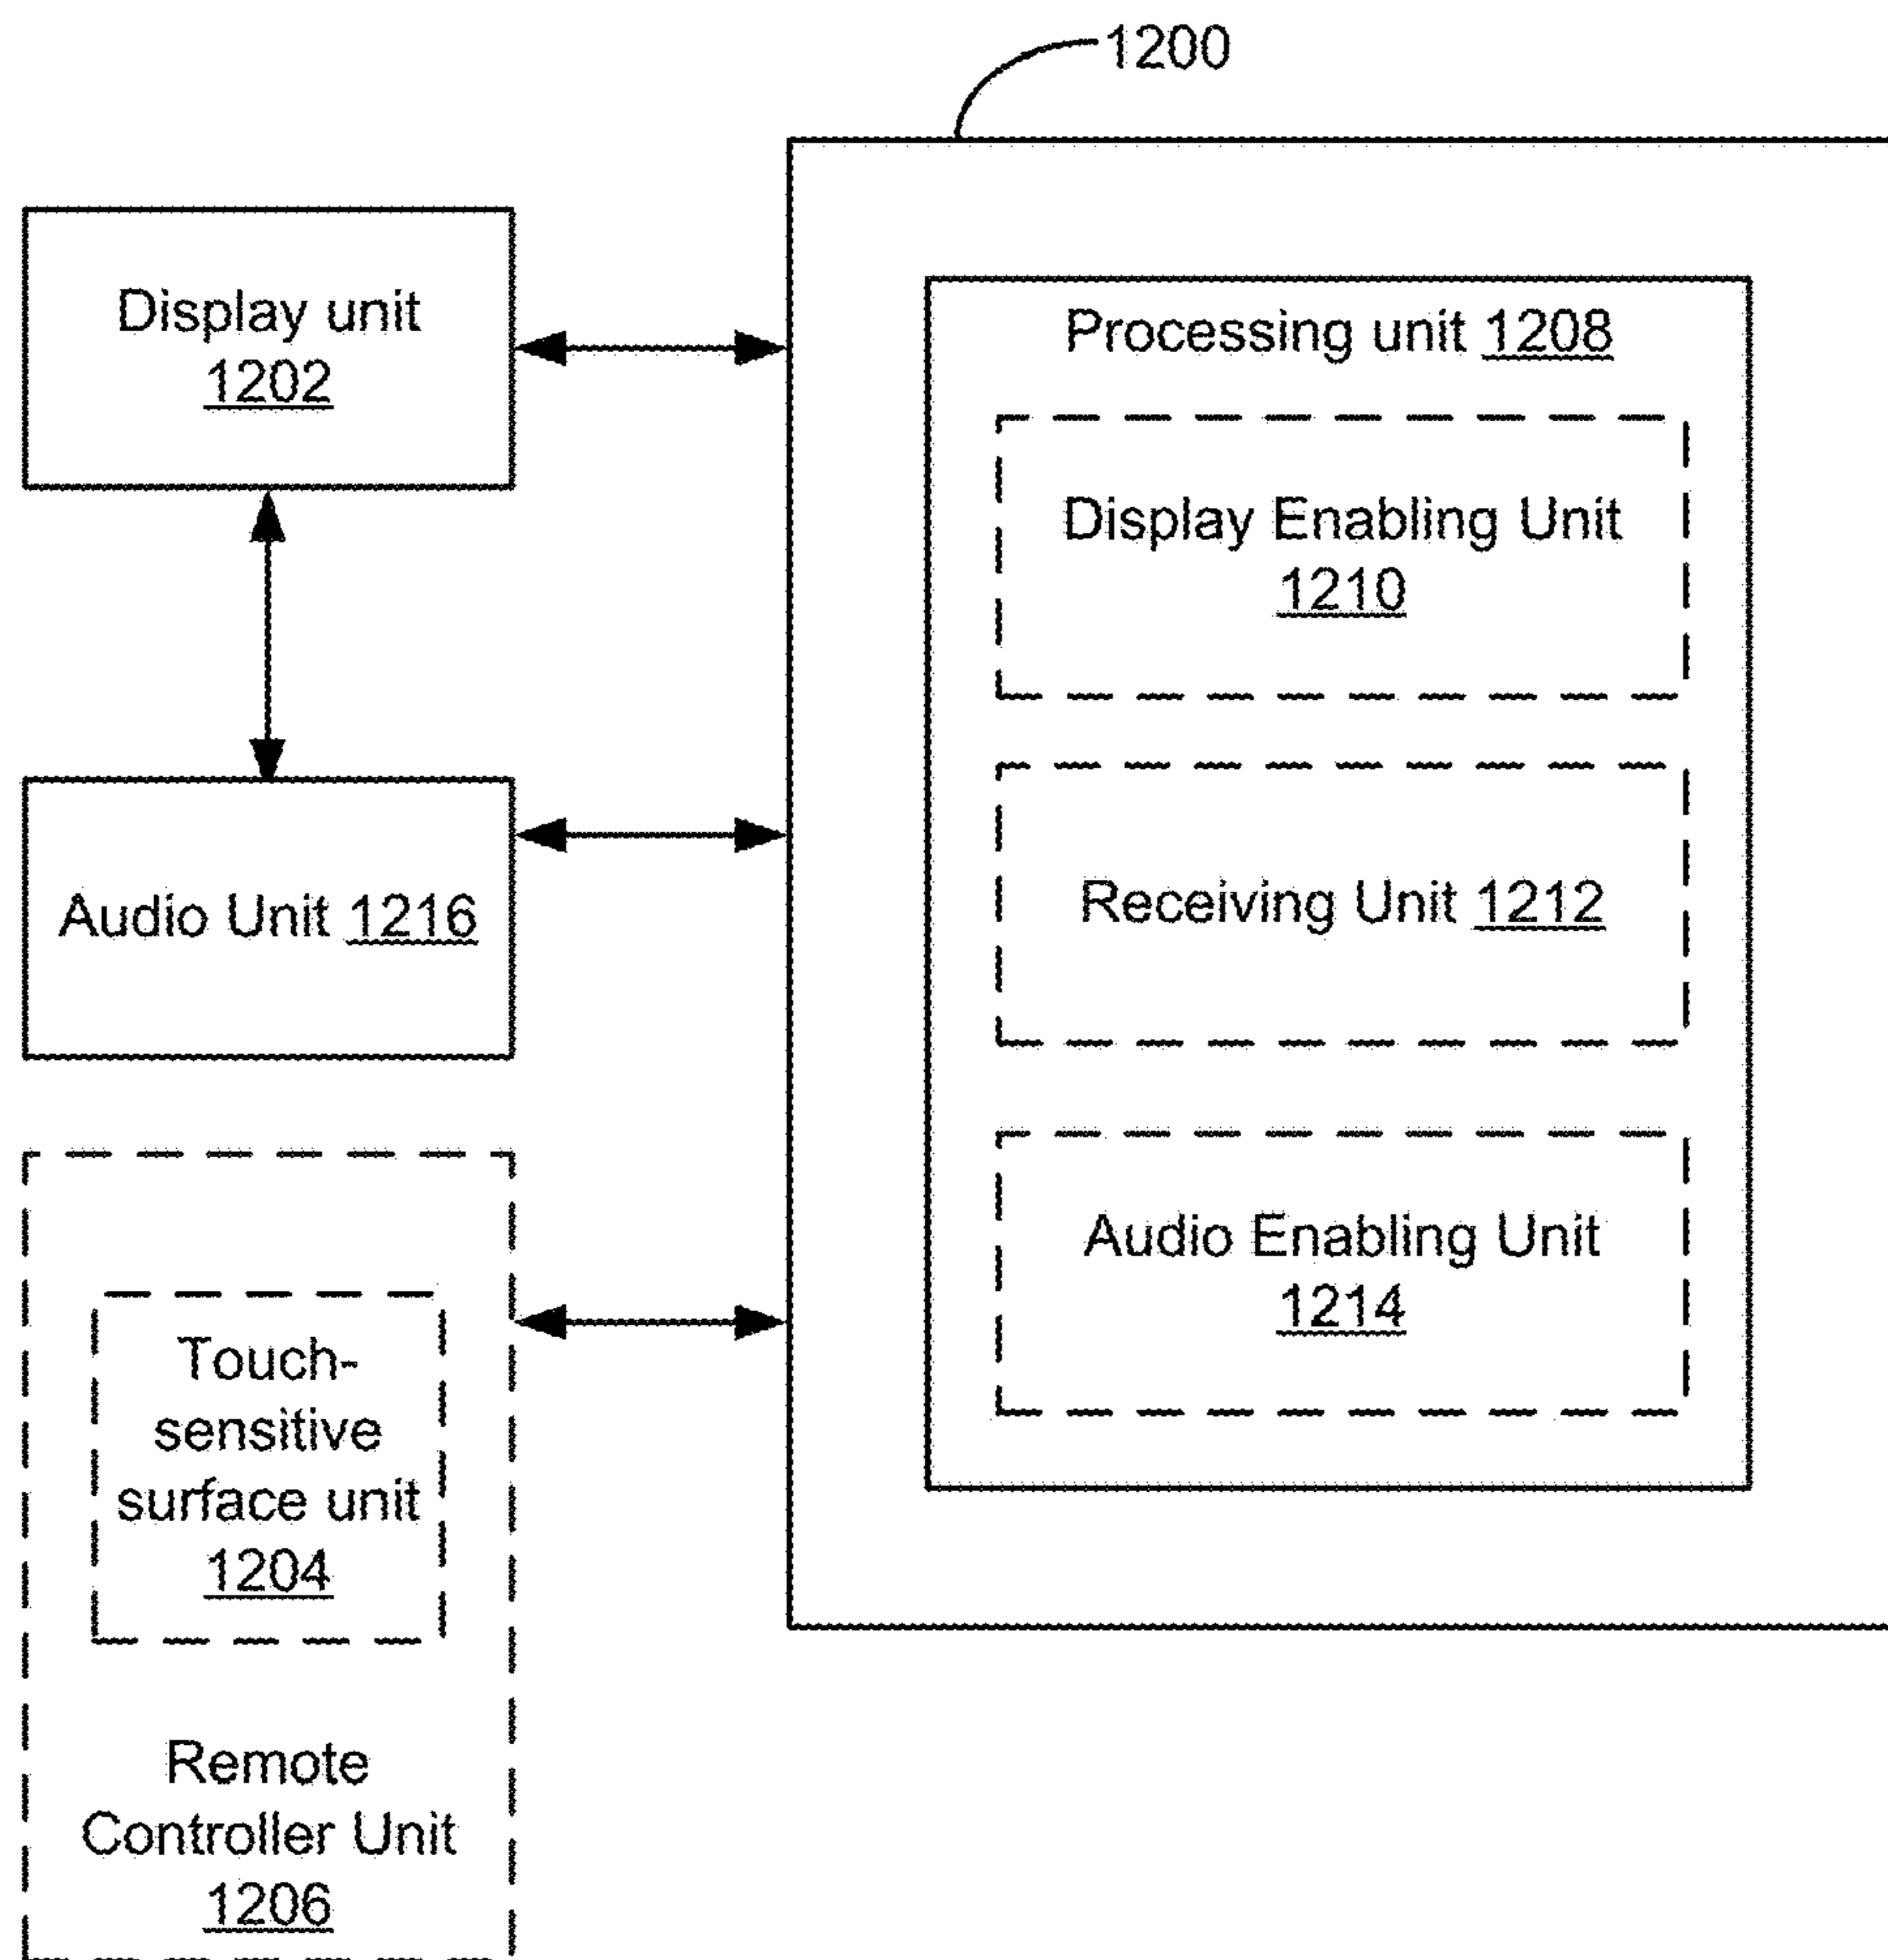 1200
Display unit
1202
Processing unit 1208
Display Enabling Unit
1210
Audio Unit 1216
Receiving Unit 1212
Audio Enabling Unit
1214
Touch-
sensitive
surface unit
1204
Remote
Controller Unit
1206